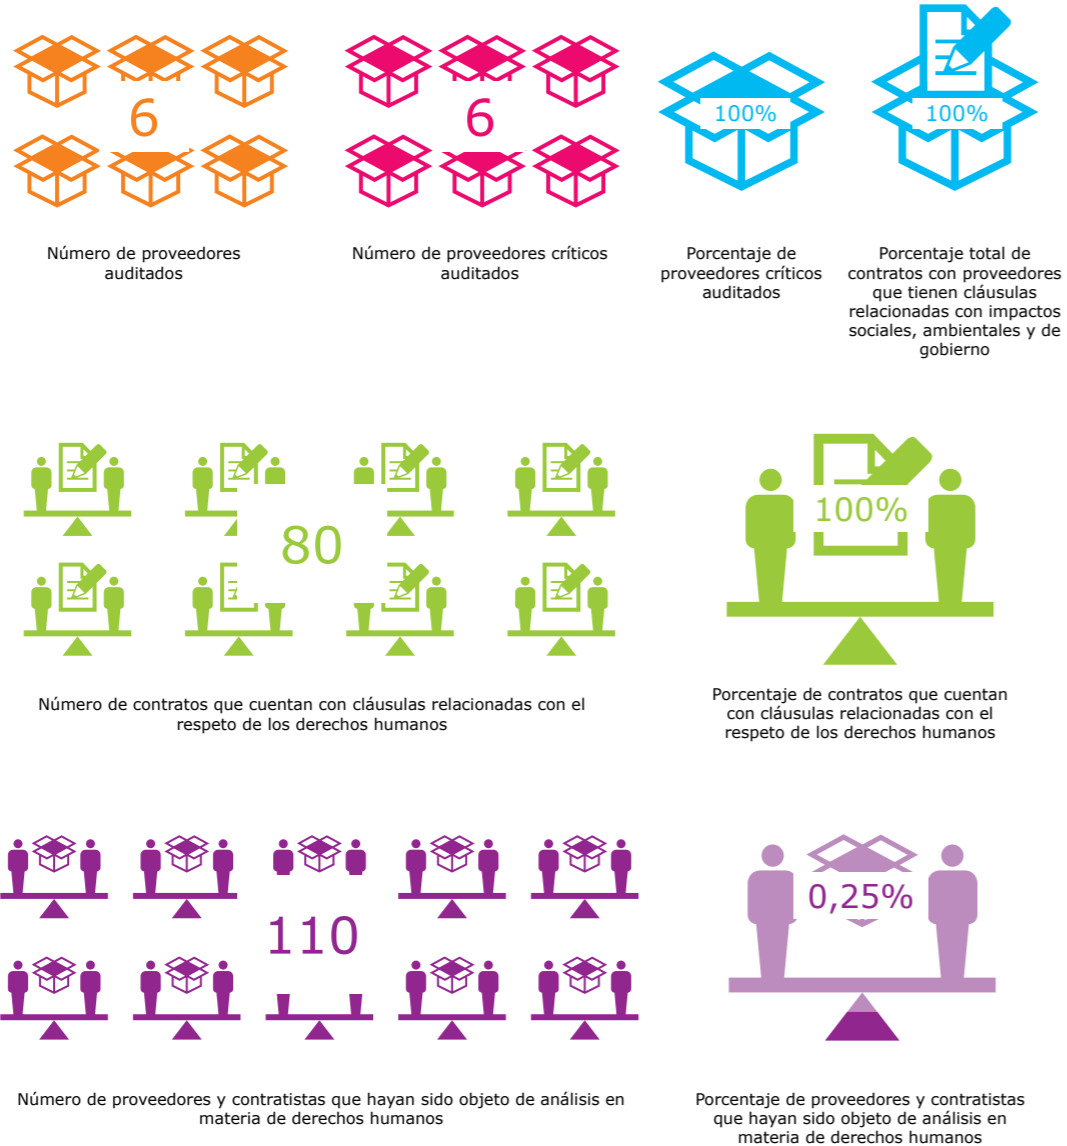 6
Número de proveedores
auditados
6
Número de proveedores críticos
auditados
100%
Porcentaje de
proveedores críticos
auditados
100%
Porcentaje total de
contratos con proveedores
que tienen cláusulas
relacionadas con impactos
sociales, ambientales y de
gobierno
80
Número de contratos que cuentan con cláusulas relacionadas con el
respeto de los derechos humanos
100%
Porcentaje de contratos que cuentan
con cláusulas relacionadas con el
respeto de los derechos humanos
110
Número de proveedores y contratistas que hayan sido objeto de análisis en
materia de derechos humanos
0,25%
Porcentaje de proveedores y contratistas
que hayan sido objeto de análisis en
materia de derechos humanos